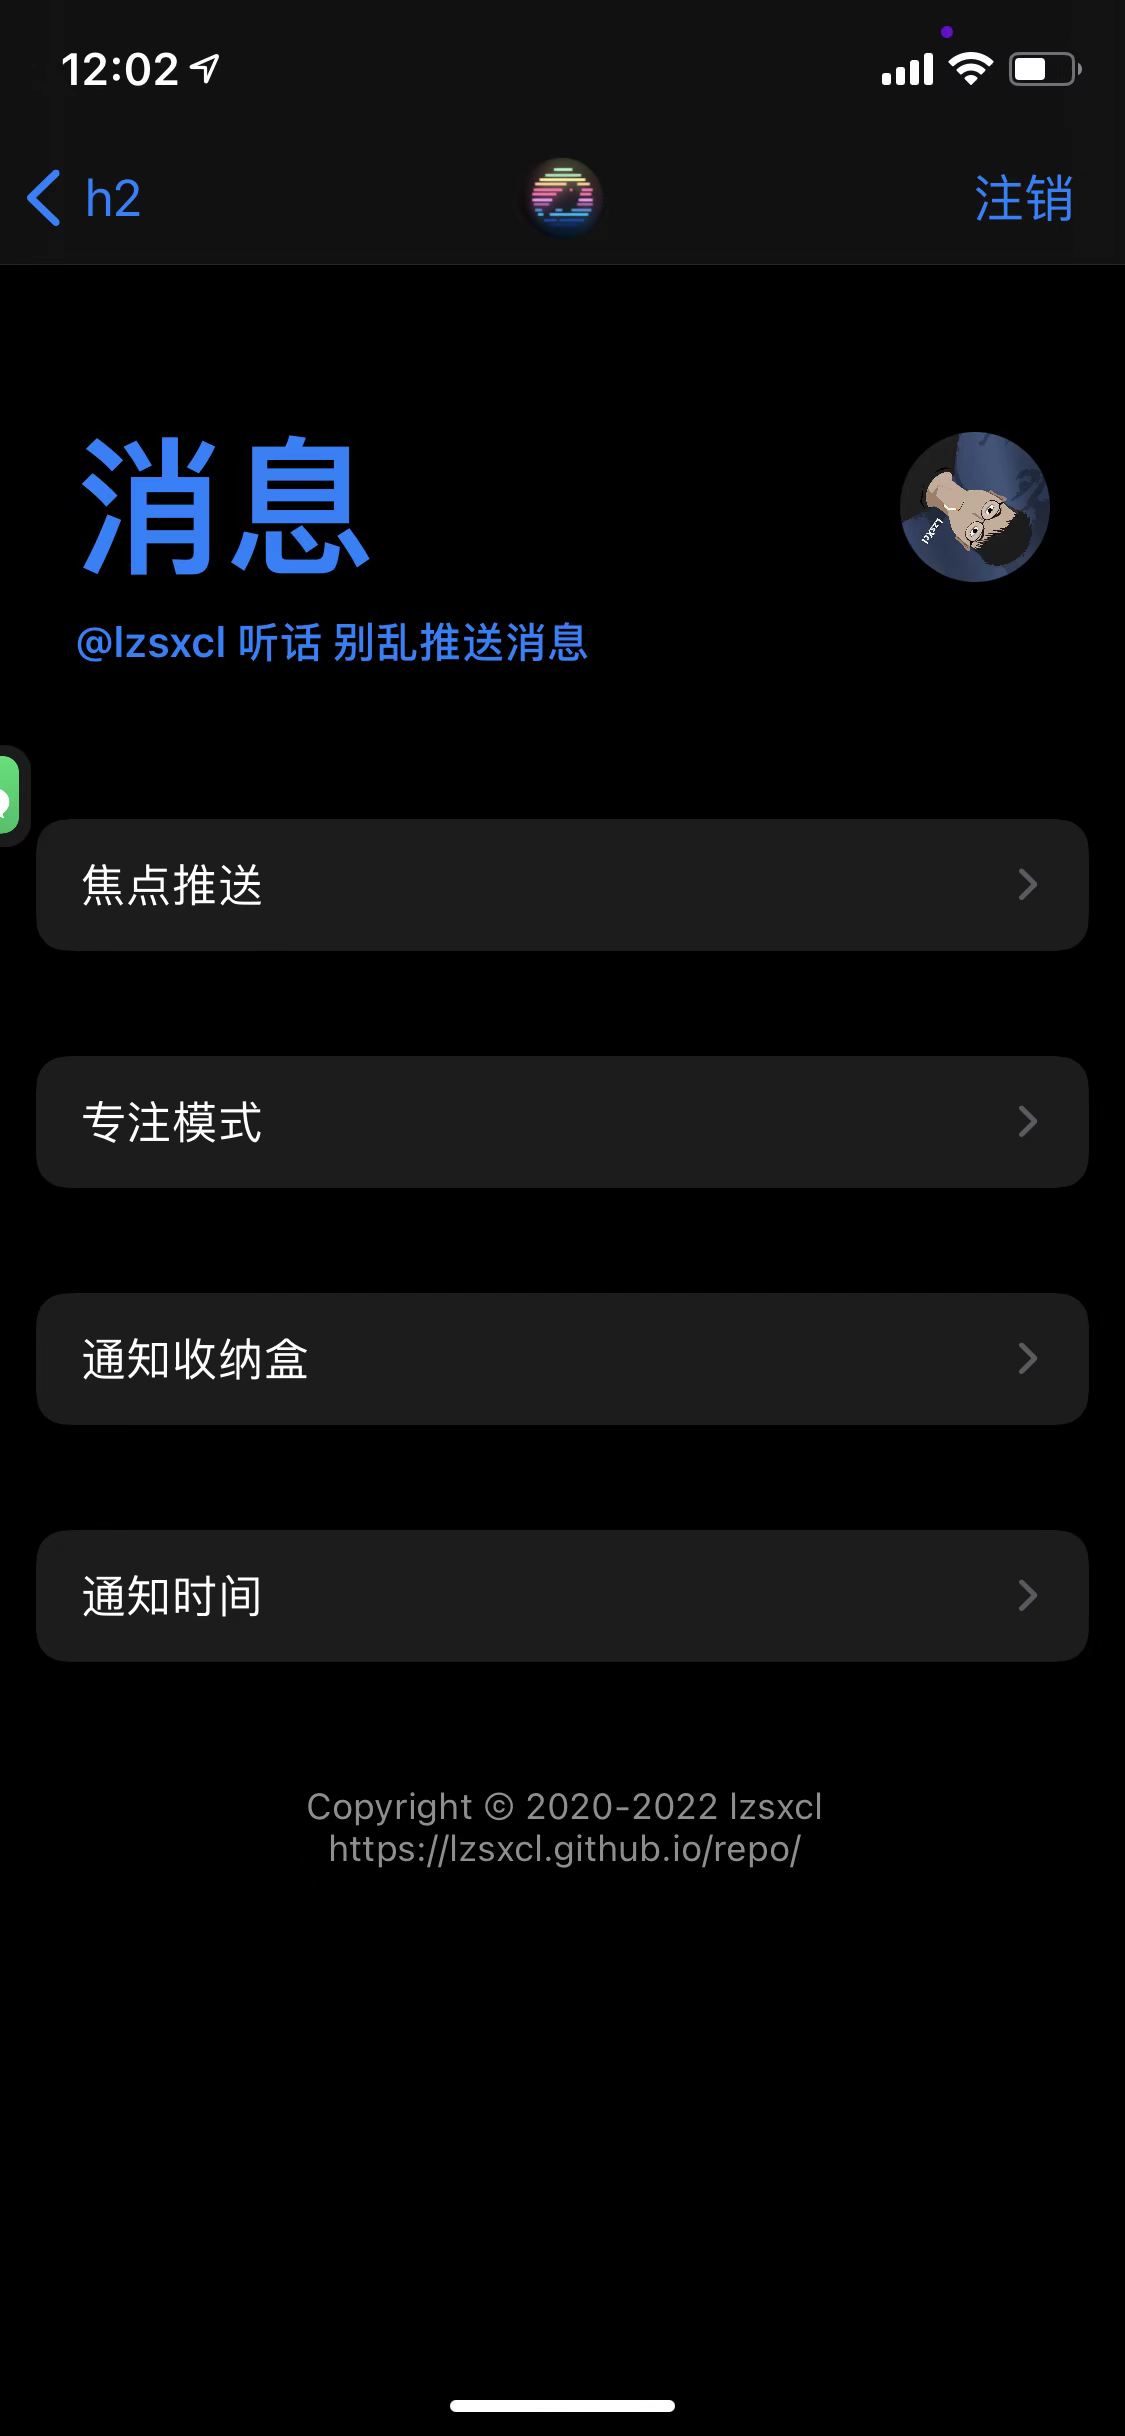 12:02
h2
注销
消息
@lzsxcl 听话 别乱推送消息
lzsxcl
焦点推送
专注模式
通知收纳盒
通知时间
Copyright © 2020-2022 lzsxcl
https://lzsxcl.github.io/repo/